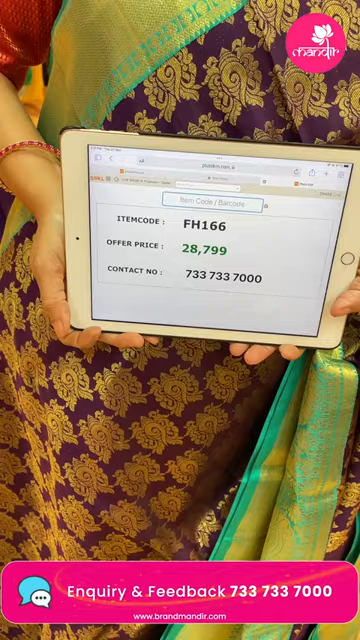 mandir
Item Code / Barcode
ITEMCODE : FH166
OFFER PRICE : 28,799
CONTACT NO : 733 733 7000
Enquiry & Feedback 733 733 7000
www.brandmandir.com